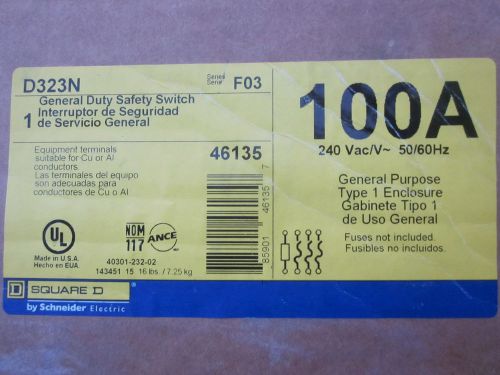 D323N
Series
Serie
F03
General Duty Safety Switch
1
Interruptor de Seguridad
de Servicio General
Equipment terminals
suitable for Cu or Al
conductors.
Las terminales del equipo
son adecuadas para
conductores de Cu o Al
46135
7
46135
85901
UL
®
Made in U.S.A.
Hecho en EUA.
NOM
117
ANCE
40301-232-02
143451 15 16 lbs. / 7.25 kg
100A
240 Vac/V~ 50/60Hz
General Purpose
Type 1 Enclosure
Gabinete Tipo 1
de Uso General
Fuses not included.
Fusibles no incluidos.
D SQUARE D®
by Schneider Electric